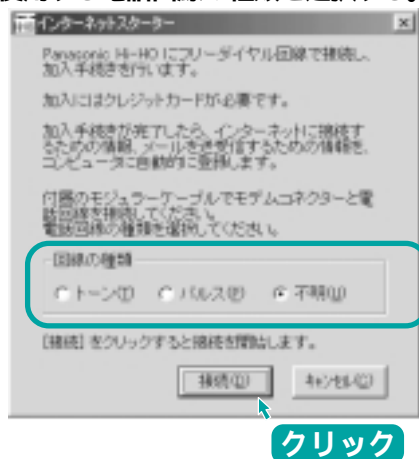 インターネットスターター
Panasonic Hi-HO にフリーダイヤル回線で接続し、
加入手続きを行います。
加入にはクレジットカードが必要です。
加入手続きが完了したら、インターネットに接続す
るための情報、メールを送受信するための情報を、
コンピュータに自動的に登録します。
付属のモジュラーケーブルでモデムコネクターと電
話回線を接続してください。
電話回線の種類を選択してください。
回線の種類
トーン(T) パルス(P) 不明(U)
[接続] をクリックすると接続を開始します。
接続(D) キャンセル(C)
クリック